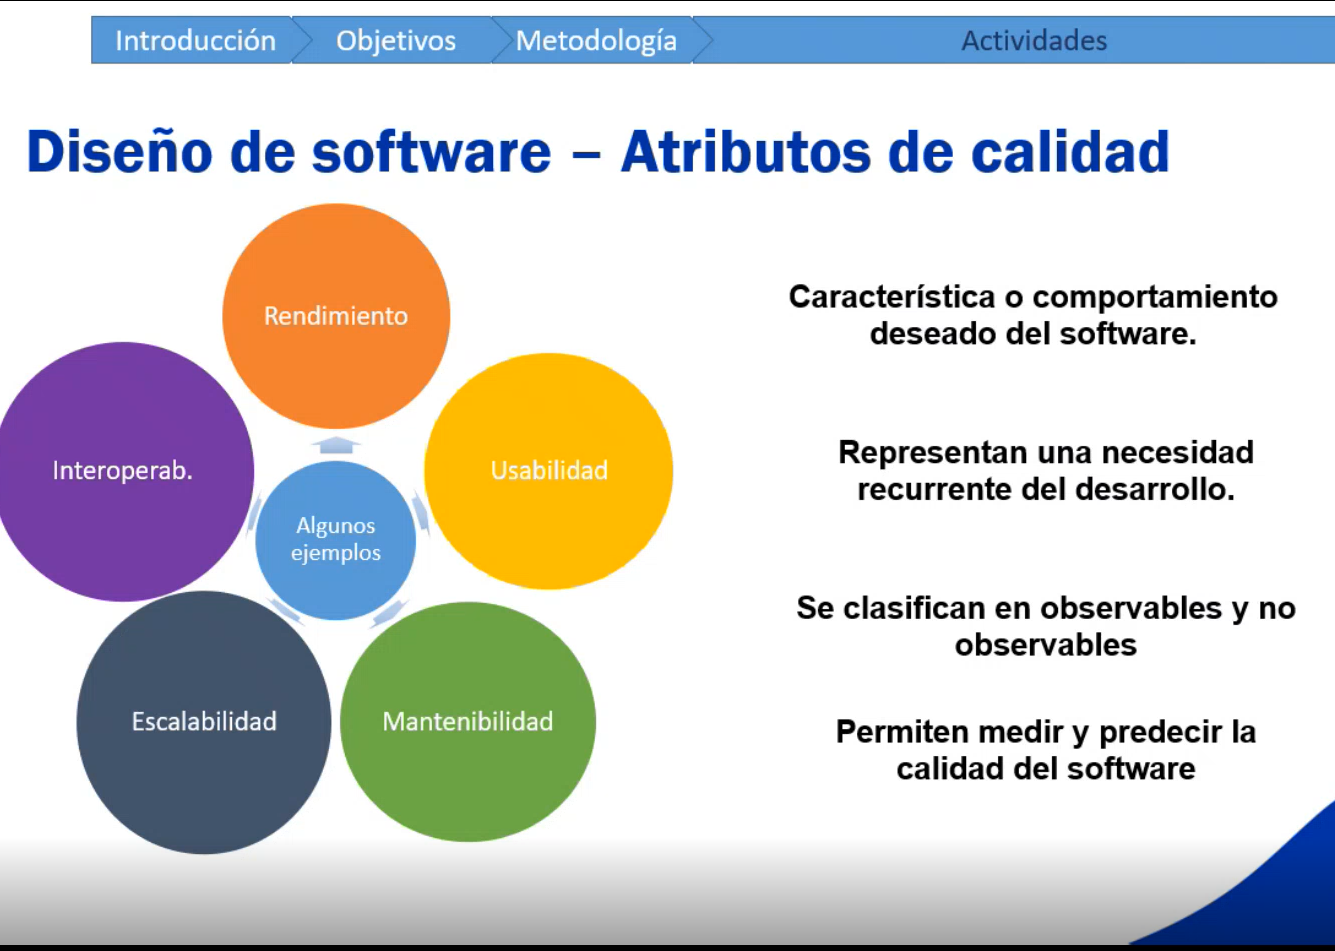 Introducción
Objetivos
Metodología
Actividades
Diseño de software – Atributos de calidad
Rendimiento
Interoperab.
Usabilidad
Algunos
ejemplos
Escalabilidad
Mantenibilidad
Característica o comportamiento
deseado del software.
Representan una necesidad
recurrente del desarrollo.
Se clasifican en observables y no
observables
Permiten medir y predecir la
calidad del software